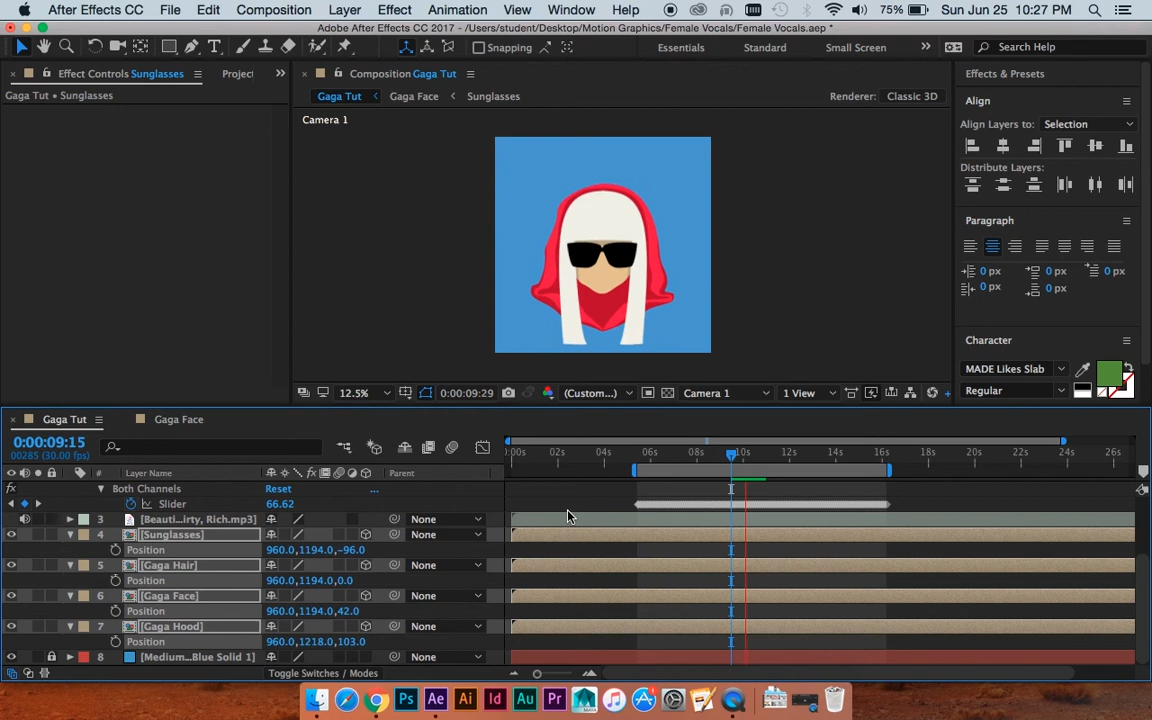 After Effects CC File Edit Composition Layer Effect Animation View Window Help 75% Sun Jun 25 10:27 PM
Adobe After Effects CC 2017 - /Users/student/Desktop/Motion Graphics/Female Vocals/Female Vocals.aep *
Snapping Essentials Standard Small Screen Search Help
Effect Controls Sunglasses Project Composition Gaga Tut Effects & Presets
Gaga Tut • Sunglasses Gaga Tut Gaga Face Sunglasses Renderer: Classic 3D
Camera 1
Align
Align Layers to: Selection
Distribute Layers:
Paragraph
0 px 0 px 0 px
0 px 0 px
Character
MADE Likes Slab
Regular
12.5% 0:00:09:29 (Custom...) Camera 1 1 View
Gaga Tut Gaga Face
0:00:09:15
00285 (30.00 fps)
:00s 02s 04s 06s 08s 10s 12s 14s 16s 18s 20s 22s 24s 26s
# Layer Name Parent
fx Both Channels Reset ...
Slider 66.62
3 [Beauti...irty, Rich.mp3] None
4 [Sunglasses] None
Position 960.0,1194.0,-96.0
5 [Gaga Hair] None
Position 960.0,1194.0,0.0
6 [Gaga Face] None
Position 960.0,1194.0,42.0
7 [Gaga Hood] None
Position 960.0,1218.0,103.0
8 [Medium...Blue Solid 1] None
Toggle Switches / Modes
Ps Ae Ai Id Au Pr MAYA